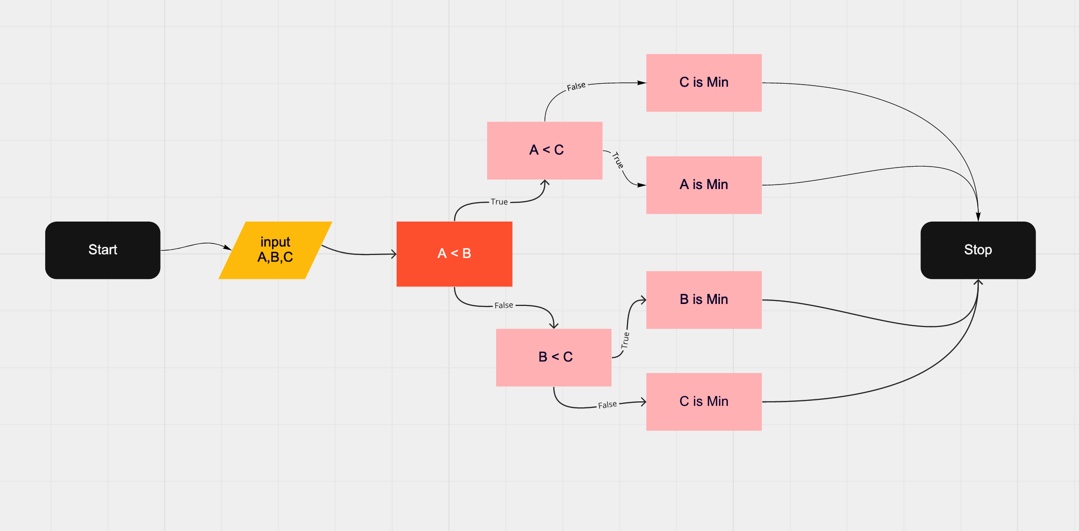 Start
input
A,B,C
A < B
True
False
A < C
False
True
B < C
True
False
C is Min
A is Min
B is Min
C is Min
Stop